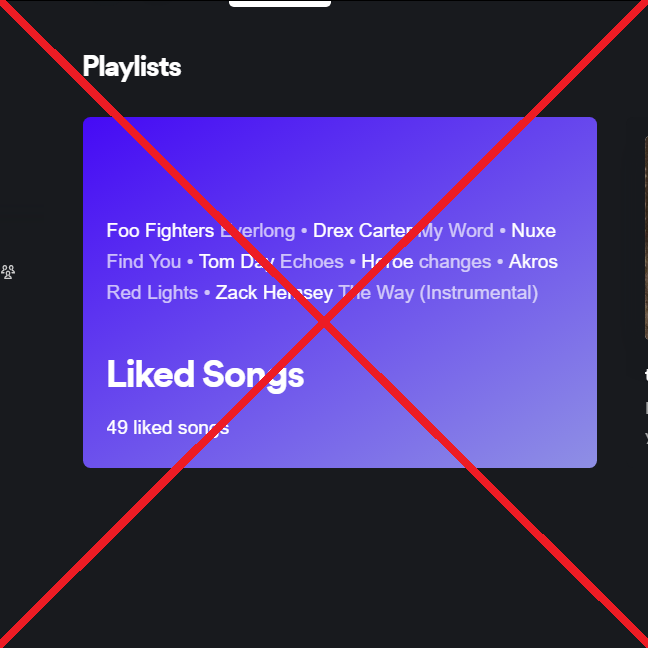 Playlists
Foo Fighters Everlong • Drex Carter My Word • Nuxe
Find You • Tom Day Echoes • Heroe changes • Akros
Red Lights • Zack Hemsey The Way (Instrumental)
Liked Songs
49 liked songs